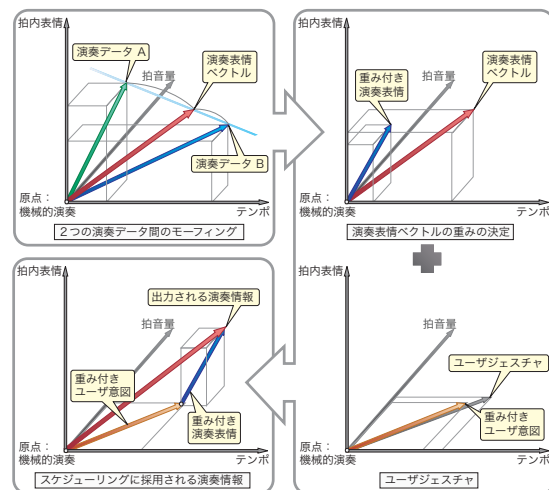 拍内表情
演奏データ A
拍音量
演奏表情
ベクトル
演奏データ B
原点：
機械的演奏
テンポ
２つの演奏データ間のモーフィング
拍内表情
重み付き
演奏表情
拍音量
演奏表情
ベクトル
原点：
機械的演奏
テンポ
演奏表情ベクトルの重みの決定
拍内表情
出力される演奏情報
拍音量
重み付き
ユーザ意図
重み付き
演奏表情
原点：
機械的演奏
テンポ
スケジューリングに採用される演奏情報
拍内表情
拍音量
ユーザジェスチャ
重み付き
ユーザ意図
原点：
機械的演奏
テンポ
ユーザジェスチャ